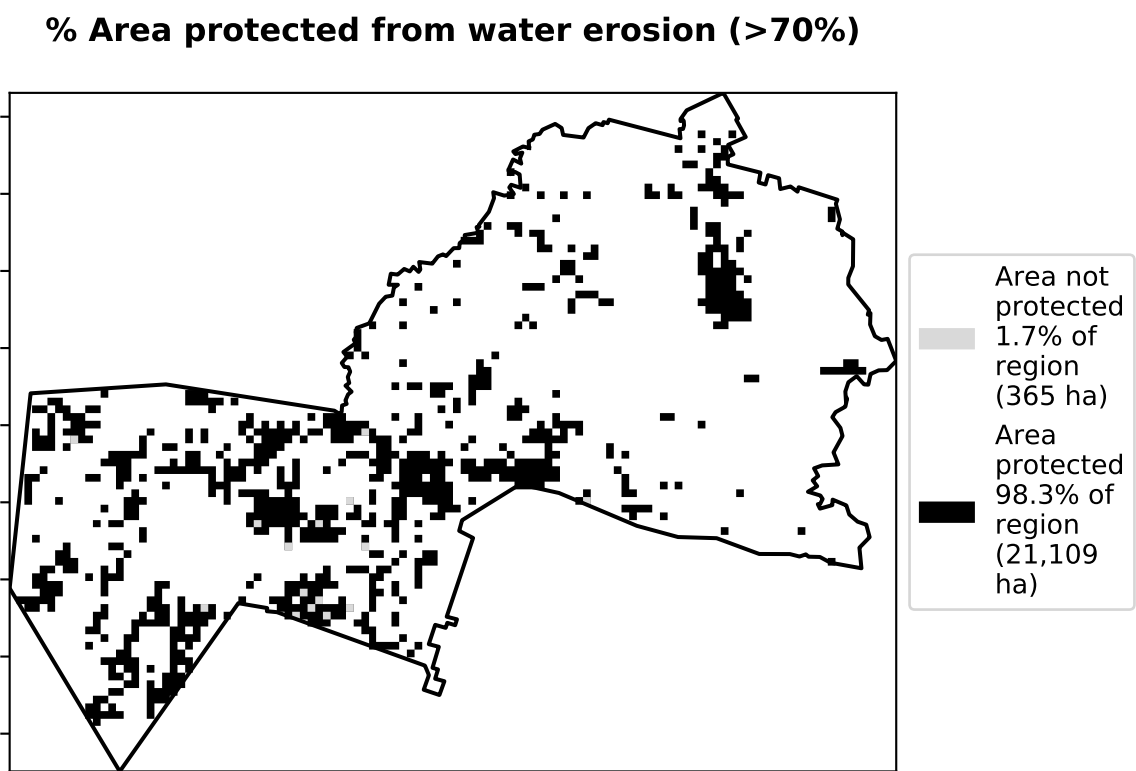 % Area protected from water erosion (>70%)
Area not
protected
1.7% of
region
(365 ha)
Area
protected
98.3% of
region
(21,109
ha)